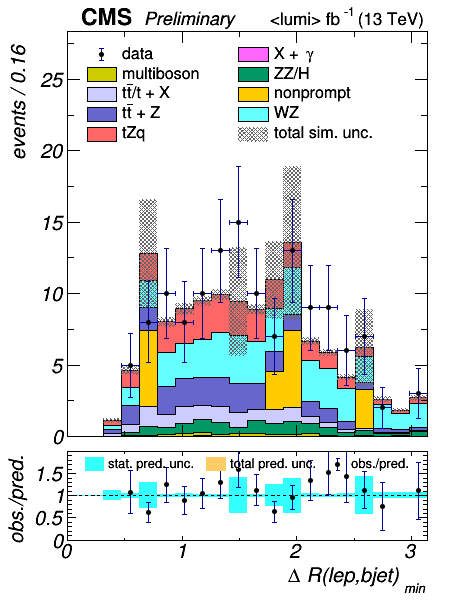 CMS Preliminary <lumi> fb⁻¹ (13 TeV)
events / 0.16
25
20
15
10
5
0
data
multiboson
tt̄/t + X
tt̄ + Z
tZq
X + γ
ZZ/H
nonprompt
WZ
total sim. unc.
obs./pred.
1.5
1
0.5
0
stat. pred. unc. total pred. unc. obs./pred.
0 1 2 3
Δ R(lep,bjet) min